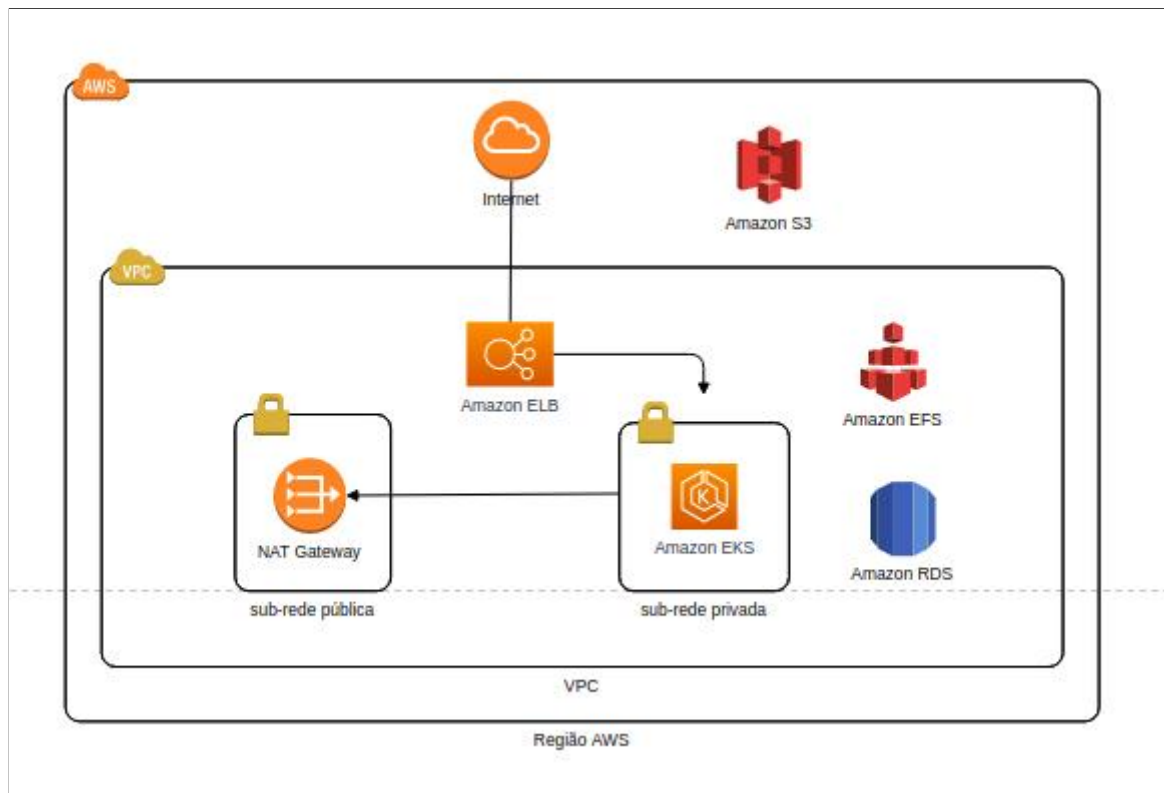 AWS
Internet
Amazon S3
VPC
Amazon ELB
Amazon EFS
K
NAT Gateway
Amazon EKS
Amazon RDS
sub-rede pública
sub-rede privada
VPC
Região AWS